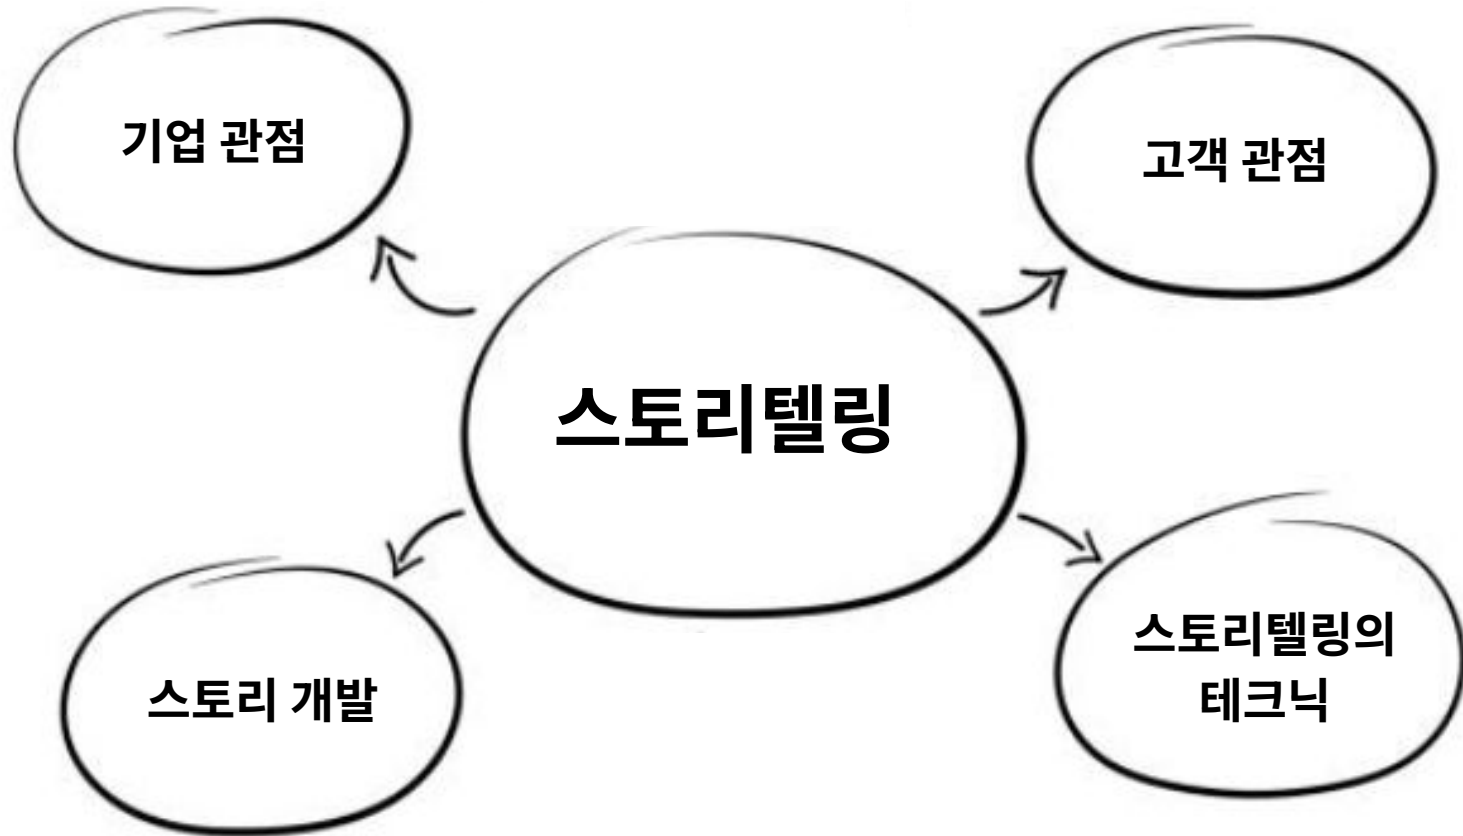 기업 관점
고객 관점
스토리텔링
스토리 개발
스토리텔링의
테크닉